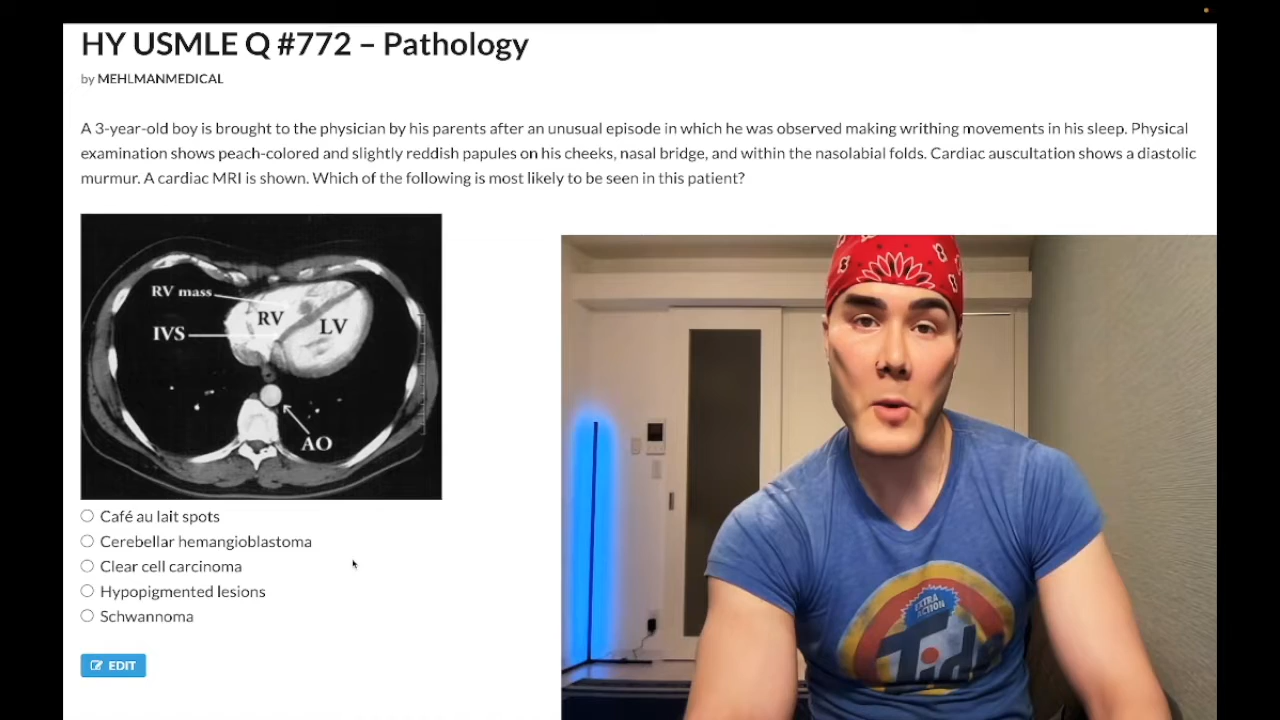 HY USMLE Q #772 – Pathology
by MEHLMANMEDICAL
A 3-year-old boy is brought to the physician by his parents after an unusual episode in which he was observed making writhing movements in his sleep. Physical
examination shows peach-colored and slightly reddish papules on his cheeks, nasal bridge, and within the nasolabial folds. Cardiac auscultation shows a diastolic
murmur. A cardiac MRI is shown. Which of the following is most likely to be seen in this patient?
RV mass
RV
LV
IVS
AO
Café au lait spots
Cerebellar hemangioblastoma
Clear cell carcinoma
Hypopigmented lesions
Schwannoma
EDIT
EXTRA
ACTION
Tide